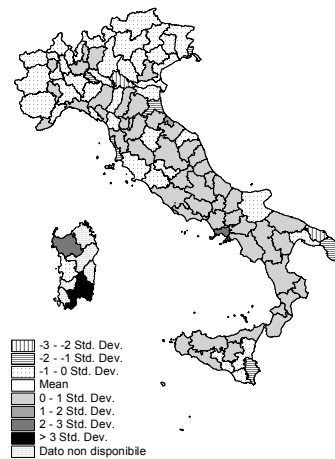 -3 - -2 Std. Dev.
-2 - -1 Std. Dev.
-1 - 0 Std. Dev.
Mean
0 - 1 Std. Dev.
1 - 2 Std. Dev.
2 - 3 Std. Dev.
> 3 Std. Dev.
Dato non disponibile